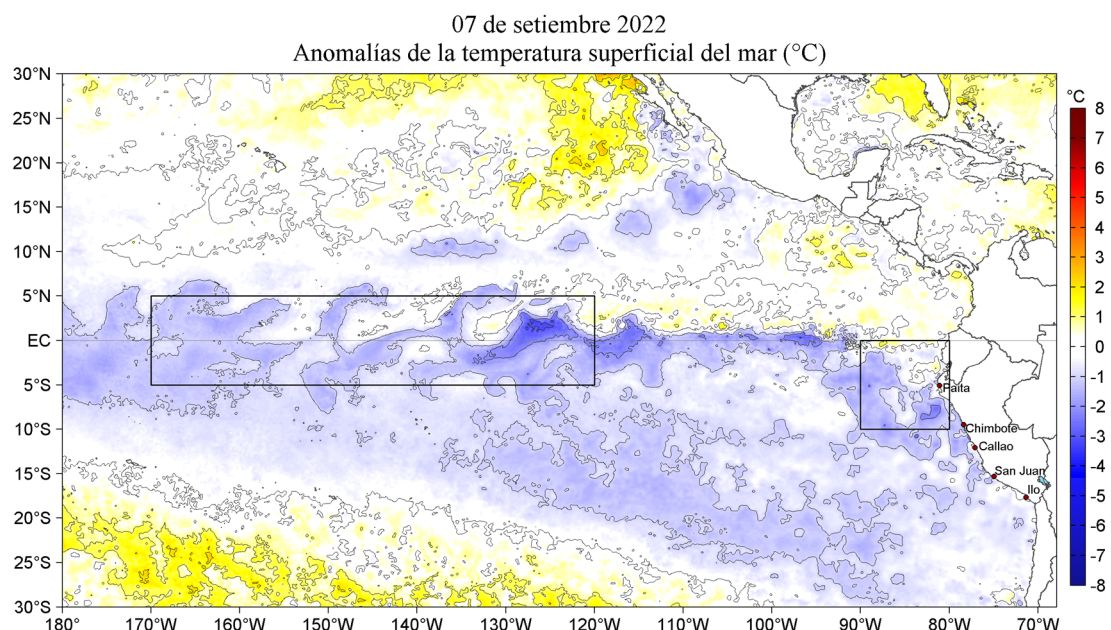 07 de setiembre 2022
Anomalías de la temperatura superficial del mar (°C)
30°N
25°N
20°N
15°N
10°N
5°N
EC
5°S
10°S
15°S
20°S
25°S
30°S
180°
170°W
160°W
150°W
140°W
130°W
120°W
110°W
100°W
90°W
80°W
70°W
Paita
Chimbote
Callao
San Juan
Ilo
°C
8
7
6
5
4
3
2
1
0
-1
-2
-3
-4
-5
-6
-7
-8